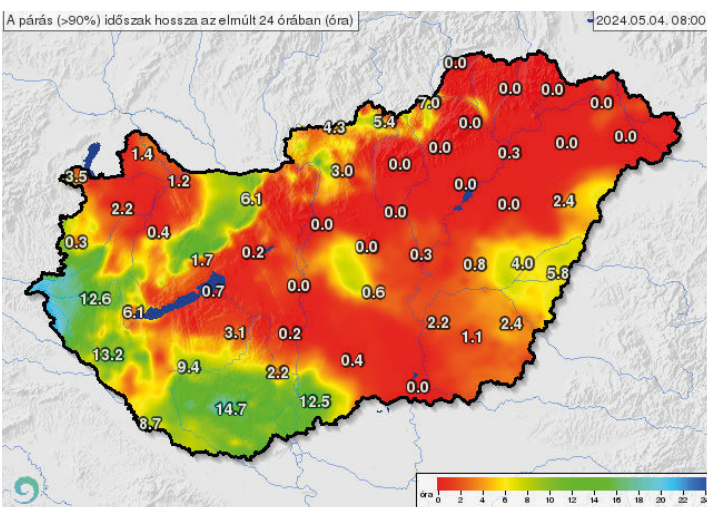 A párás (>90%) időszak hossza az elmúlt 24 órában (óra)
2024.05.04. 08:00
0.0
0.0 0.0
7.0 0.0
4.3 5.4 0.0
1.4 0.0 0.0 0.0
3.5 1.2 3.0 0.0 0.3
0.0
6.1 0.0 2.4
2.2 0.0 0.0
0.4 0.0
0.3 0.2 0.0 0.3
1.7 0.8 4.0 5.8
12.6 0.7 0.0 0.6
6.1
3.1 0.2 2.2 1.1 2.4
13.2 9.4 2.2 0.4
14.7 12.5 0.0
8.7
óra 0 2 4 6 8 10 12 14 16 18 20 22 24